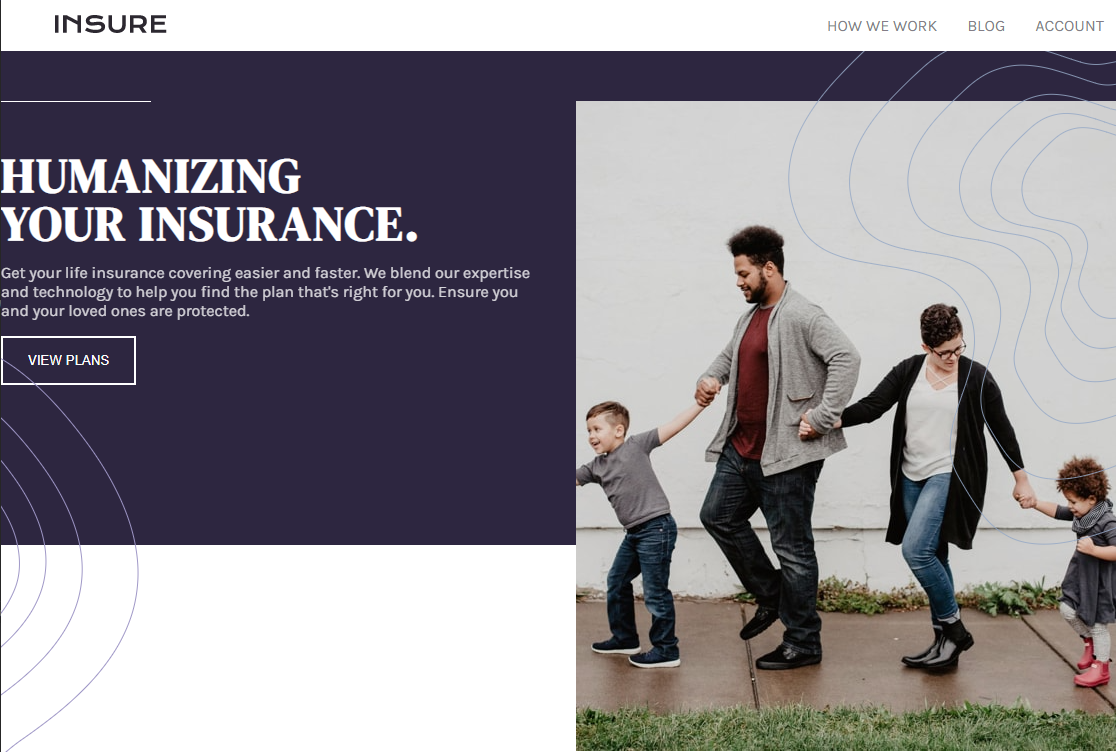 INSURE
HOW WE WORK BLOG ACCOUNT
HUMANIZING
YOUR INSURANCE.
Get your life insurance covering easier and faster. We blend our expertise
and technology to help you find the plan that's right for you. Ensure you
and your loved ones are protected.
VIEW PLANS